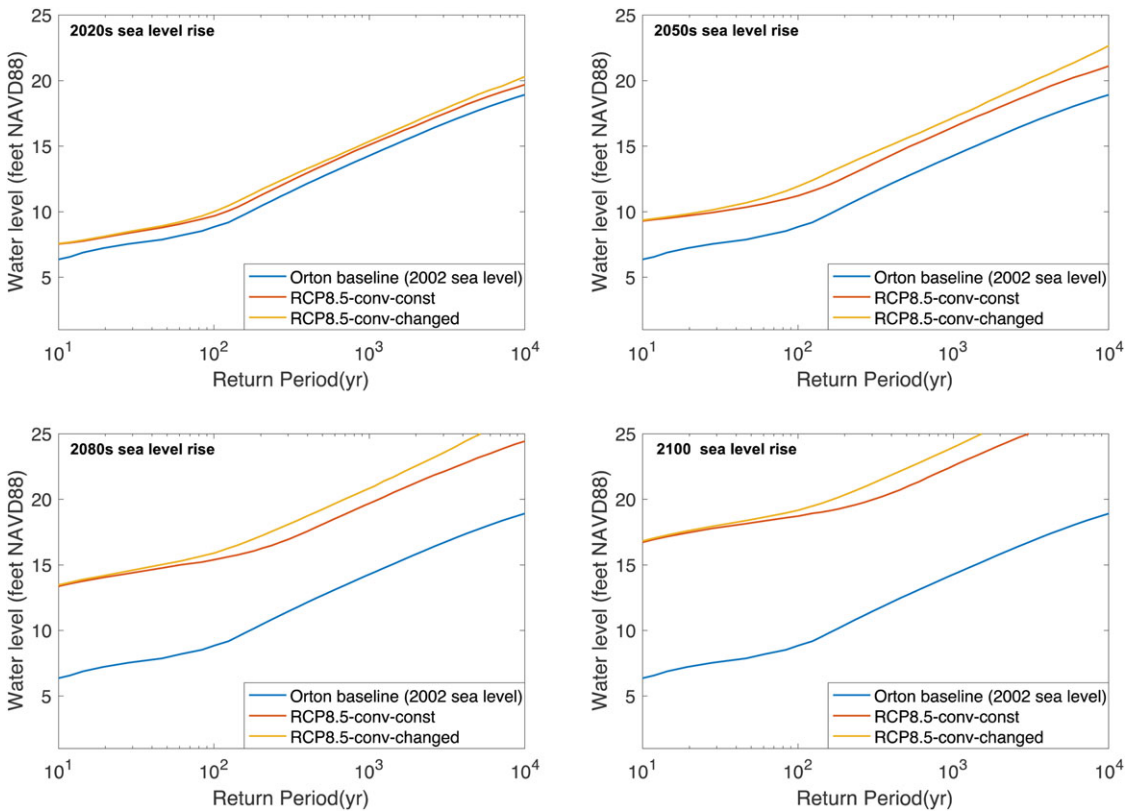 2020s sea level rise
25
20
15
10
5
Water level (feet NAVD88)
Orton baseline (2002 sea level)
RCP8.5-conv-const
RCP8.5-conv-changed
10^1 10^2 10^3 10^4
Return Period(yr)
2050s sea level rise
25
20
15
10
5
Water level (feet NAVD88)
Orton baseline (2002 sea level)
RCP8.5-conv-const
RCP8.5-conv-changed
10^1 10^2 10^3 10^4
Return Period(yr)
2080s sea level rise
25
20
15
10
5
Water level (feet NAVD88)
Orton baseline (2002 sea level)
RCP8.5-conv-const
RCP8.5-conv-changed
10^1 10^2 10^3 10^4
Return Period(yr)
2100 sea level rise
25
20
15
10
5
Water level (feet NAVD88)
Orton baseline (2002 sea level)
RCP8.5-conv-const
RCP8.5-conv-changed
10^1 10^2 10^3 10^4
Return Period(yr)